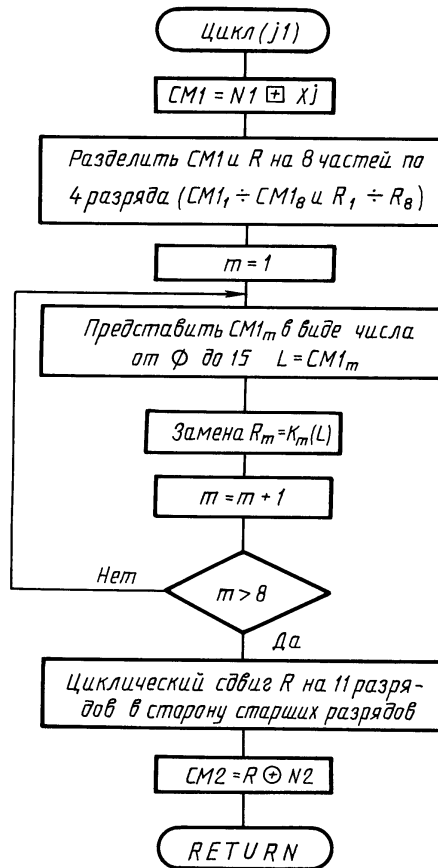 Цикл (j1)
CM1 = N1 ⊞ Xj
Разделить CM1 и R на 8 частей по
4 разряда (CM1₁ ÷ CM1₈ и R₁ ÷ R₈)
m = 1
Представить CM1ₘ в виде числа
от Ф до 15 L = CM1ₘ
Замена Rₘ = Kₘ(L)
m = m + 1
Нет
m > 8
Да
Циклический сдвиг R на 11 разря-
дов в сторону старших разрядов
CM2 = R ⊕ N2
RETURN